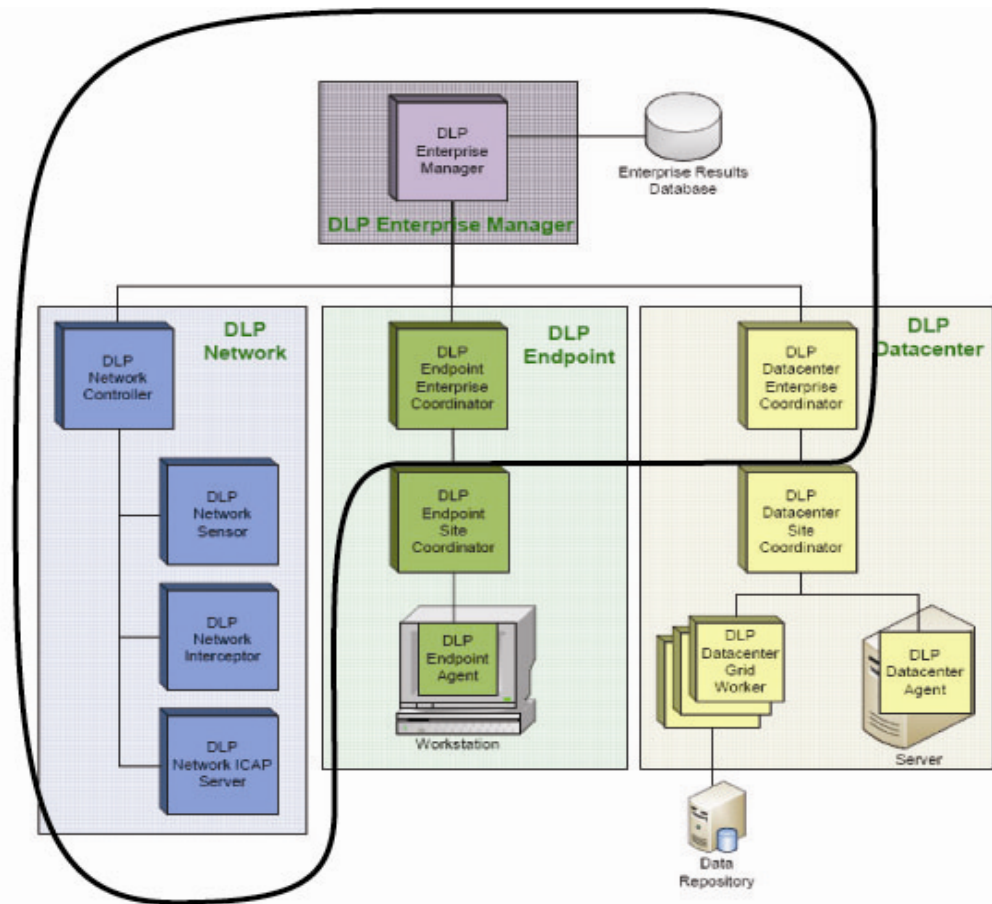 DLP
Enterprise
Manager
Enterprise Results
Database
DLP Enterprise Manager
DLP
Network
DLP
Network
Controller
DLP
Network
Sensor
DLP
Network
Interceptor
DLP
Network ICAP
Server
DLP
Endpoint
DLP
Endpoint
Enterprise
Coordinator
DLP
Endpoint
Site
Coordinator
DLP
Endpoint
Agent
Workstation
DLP
Datacenter
DLP
Datacenter
Enterprise
Coordinator
DLP
Datacenter
Site
Coordinator
DLP
Datacenter
Grid
Worker
DLP
Datacenter
Agent
Server
Data
Repository